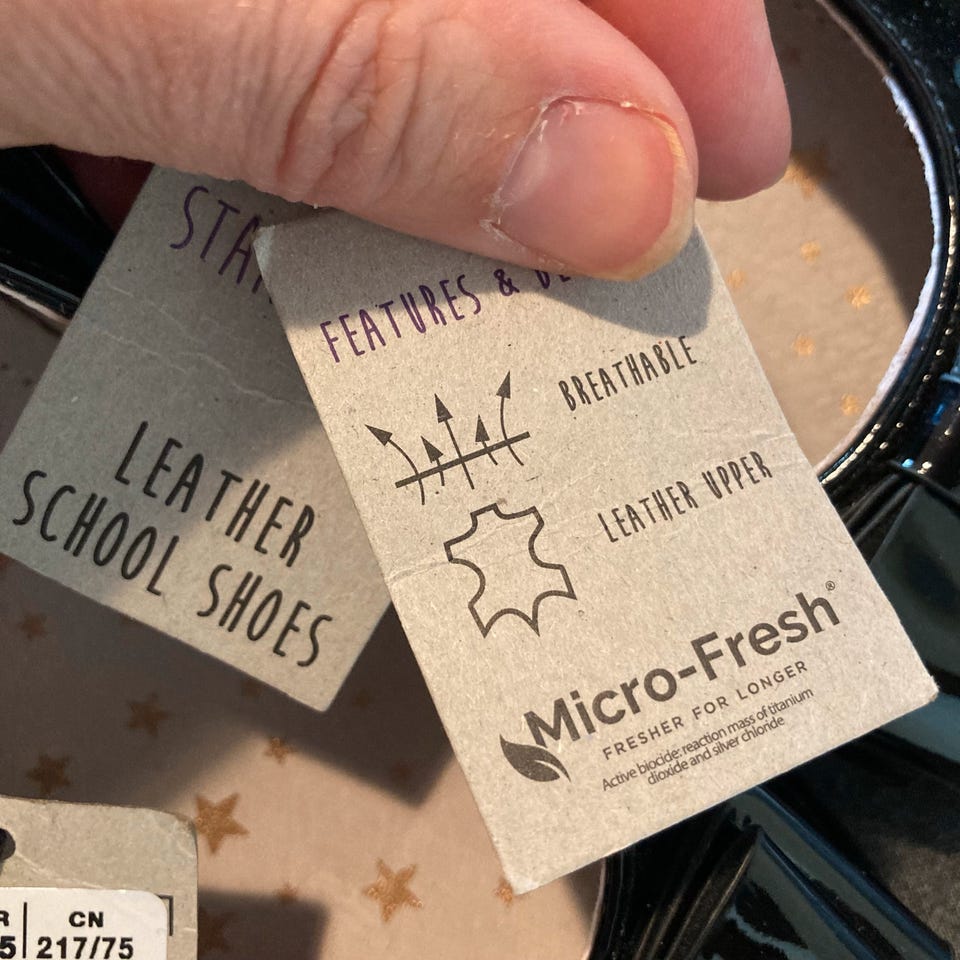 LEATHER
SCHOOL SHOES
FEATURES &
BREATHABLE
LEATHER UPPER
Micro-Fresh®
FRESHER FOR LONGER
Active biocide: reaction mass of titanium
dioxide and silver chloride
CN
217/75